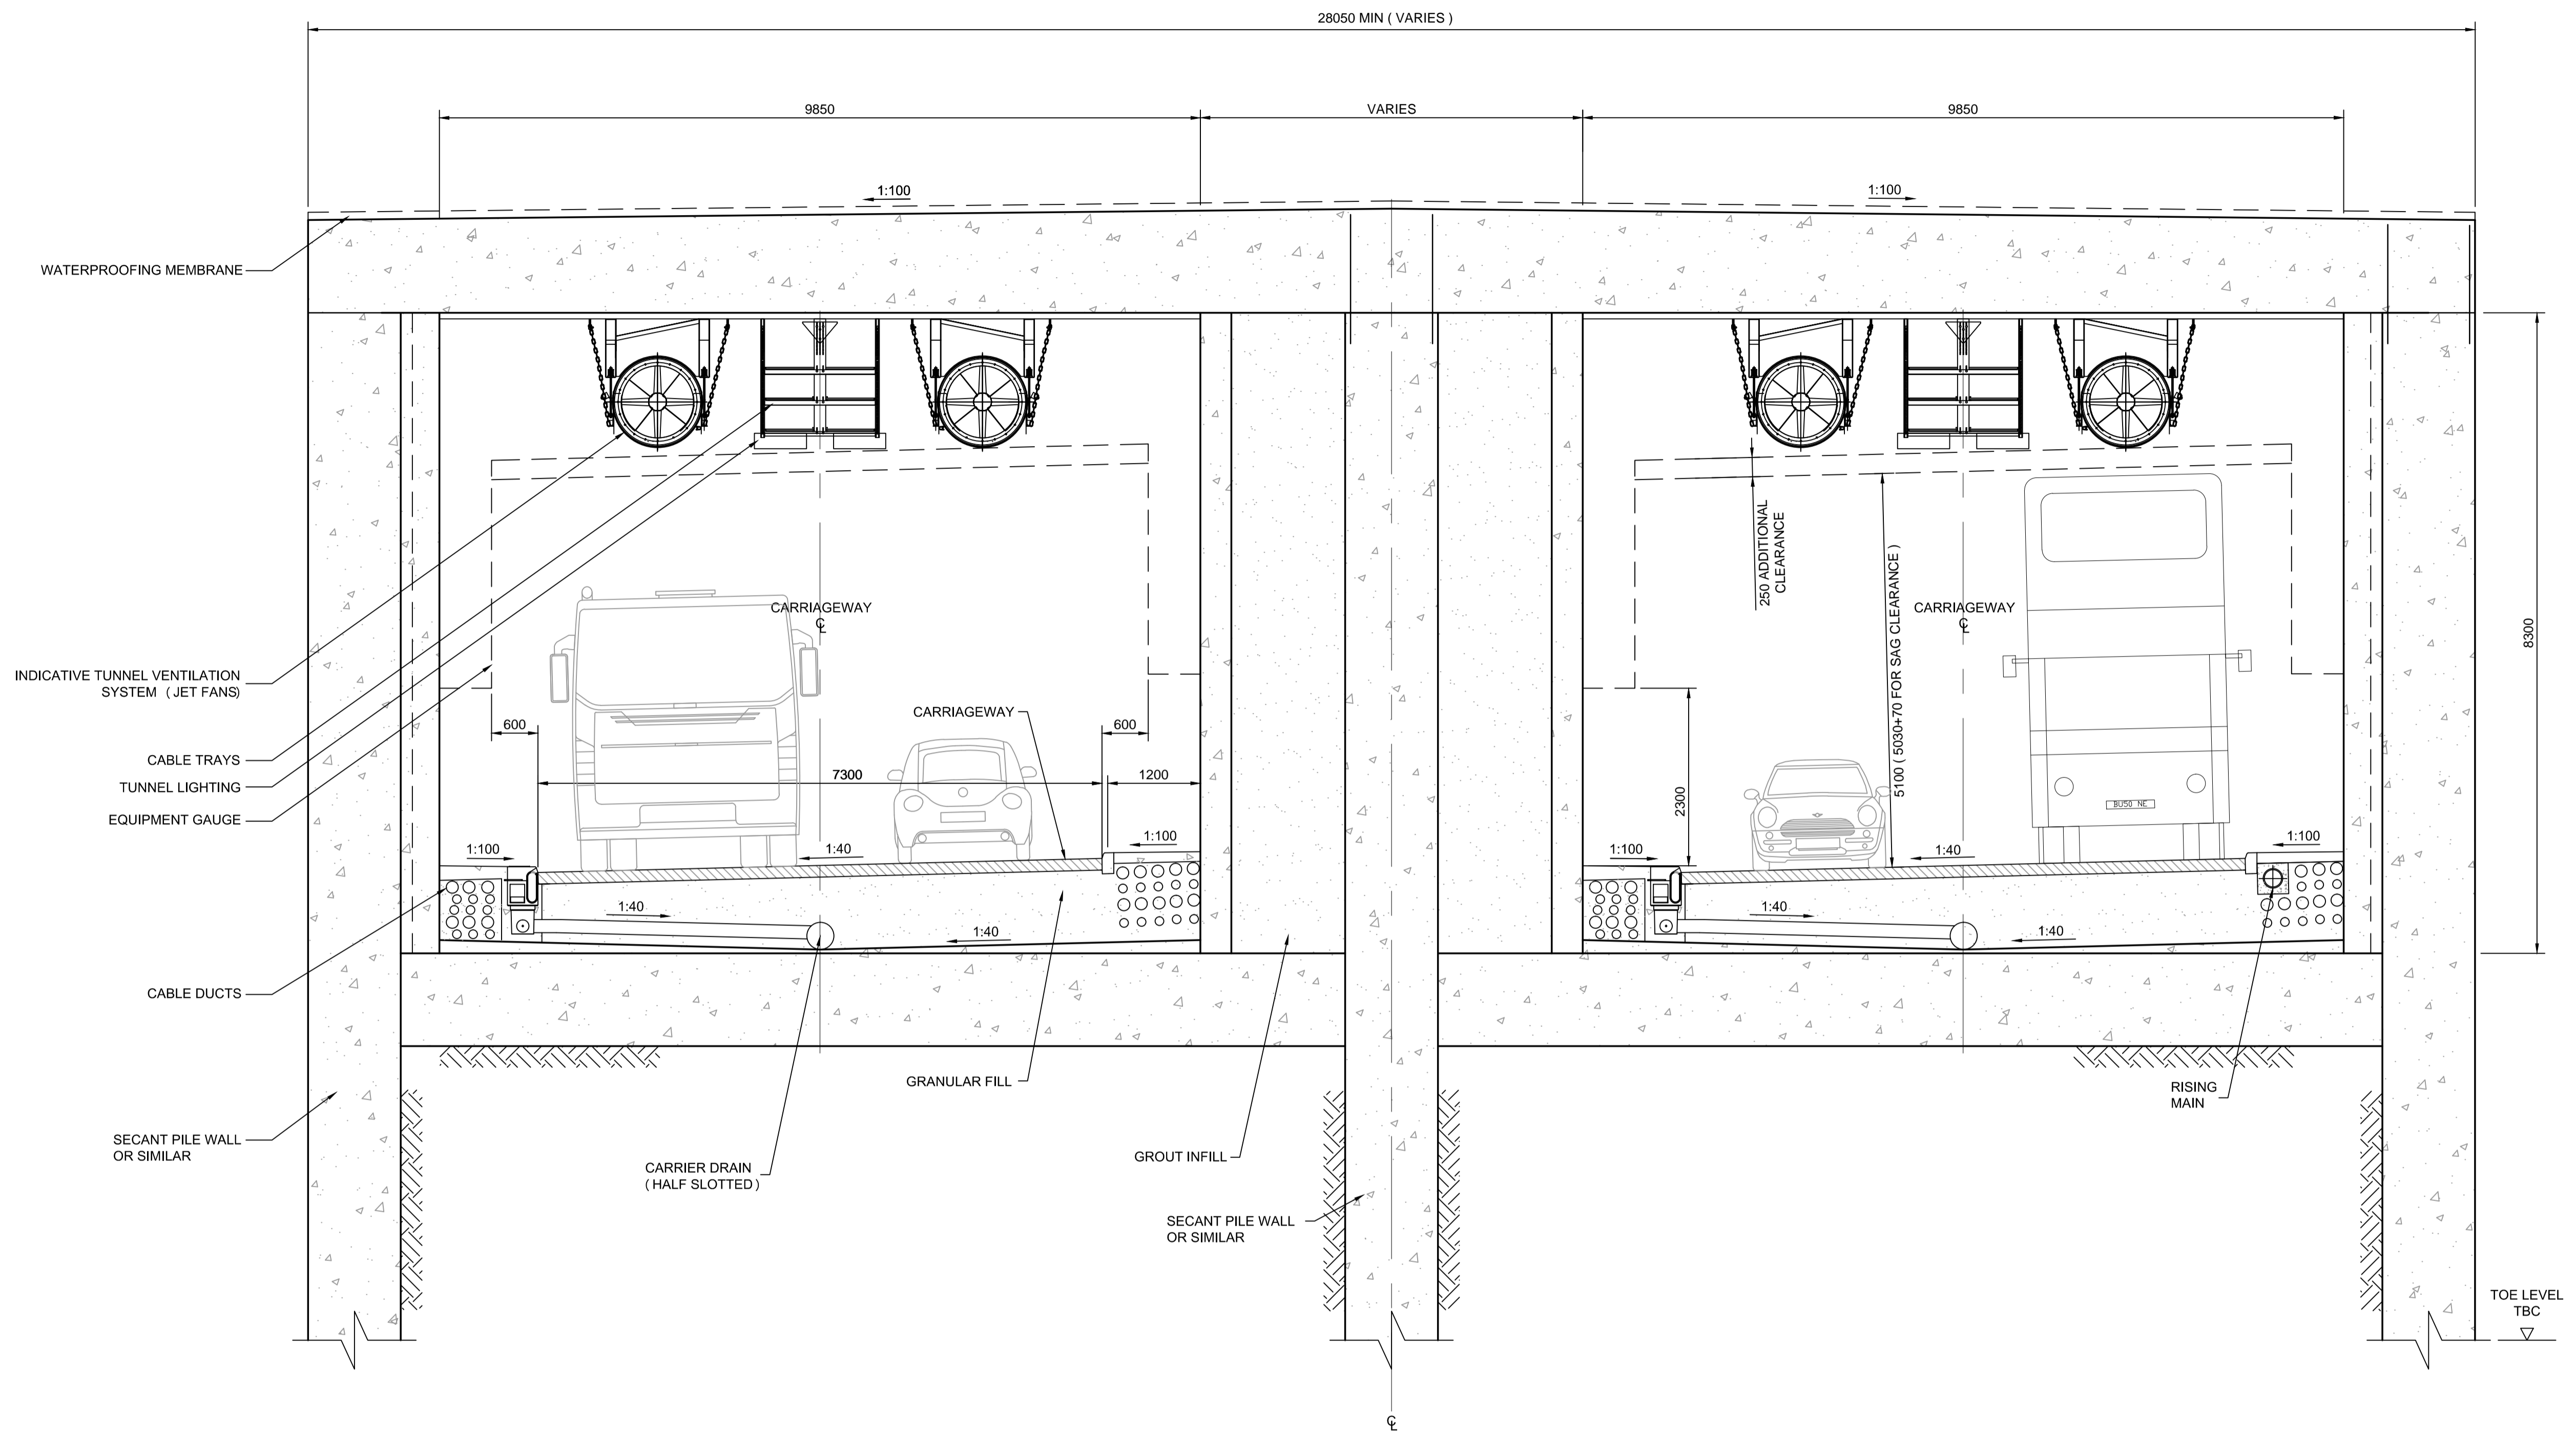 28050 MIN ( VARIES )
9850
VARIES
9850
1:100
1:100
WATERPROOFING MEMBRANE
INDICATIVE TUNNEL VENTILATION
SYSTEM ( JET FANS)
CABLE TRAYS
TUNNEL LIGHTING
EQUIPMENT GAUGE
CABLE DUCTS
SECANT PILE WALL
OR SIMILAR
CARRIAGEWAY
CL
CARRIAGEWAY
600
600
7300
1200
1:100
1:40
1:100
1:40
1:40
GRANULAR FILL
CARRIER DRAIN
( HALF SLOTTED )
GROUT INFILL
SECANT PILE WALL
OR SIMILAR
CL
250 ADDITIONAL
CLEARANCE
5100 ( 5030+70 FOR SAG CLEARANCE )
CARRIAGEWAY
CL
2300
8300
BU50 NE
1:100
1:40
1:100
1:40
1:40
RISING
MAIN
TOE LEVEL
TBC